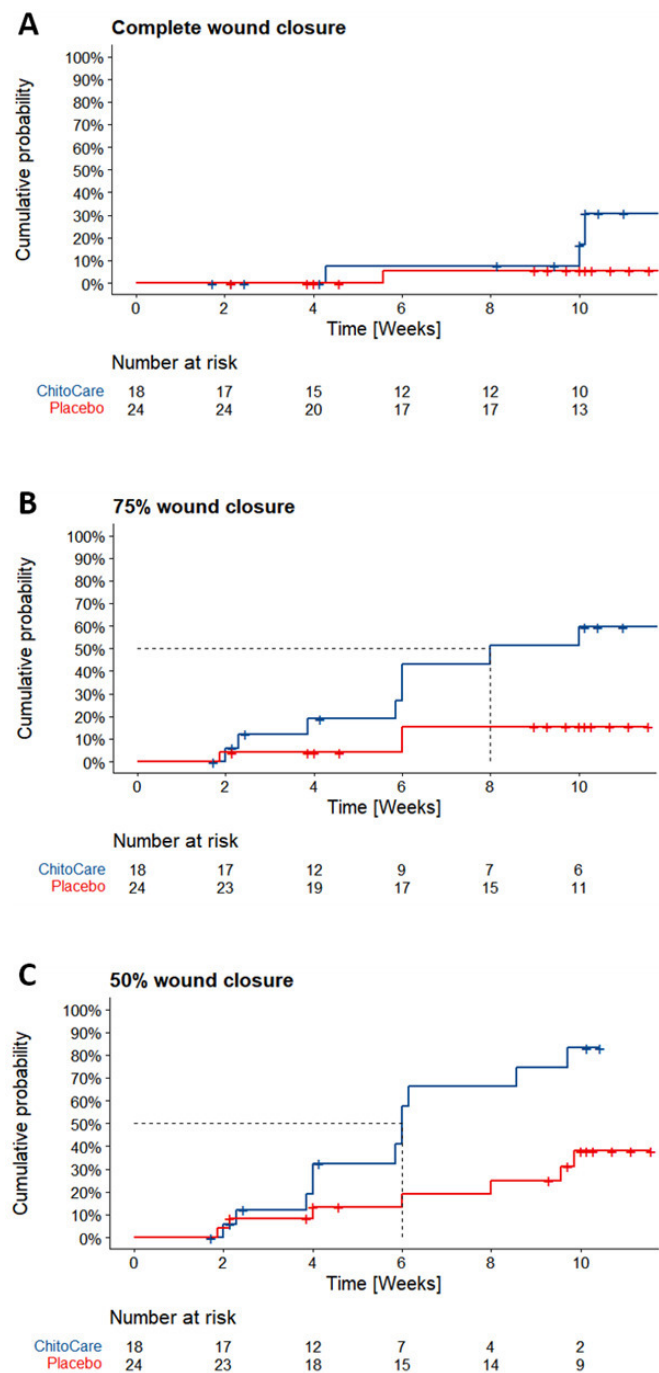 A
Complete wound closure
Cumulative probability
100%
90%
80%
70%
60%
50%
40%
30%
20%
10%
0%
0 2 4 6 8 10
Time [Weeks]
Number at risk
ChitoCare 18 17 15 12 12 10
Placebo 24 24 20 17 17 13
B
75% wound closure
Cumulative probability
100%
90%
80%
70%
60%
50%
40%
30%
20%
10%
0%
0 2 4 6 8 10
Time [Weeks]
Number at risk
ChitoCare 18 17 12 9 7 6
Placebo 24 23 19 17 15 11
C
50% wound closure
Cumulative probability
100%
90%
80%
70%
60%
50%
40%
30%
20%
10%
0%
0 2 4 6 8 10
Time [Weeks]
Number at risk
ChitoCare 18 17 12 7 4 2
Placebo 24 23 18 15 14 9